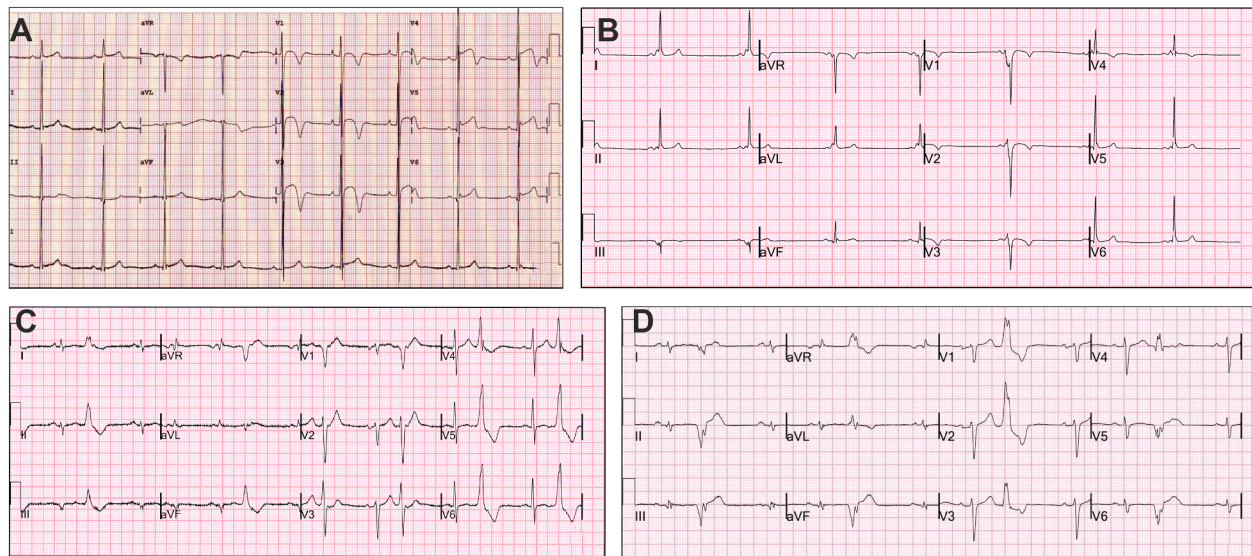 A
aVR V1 V4
I aVL V2 V5
II aVF V3 V6
I
B
I aVR V1 V4
II aVL V2 V5
III aVF V3 V6
C
I aVR V1 V4
II aVL V2 V5
III aVF V3 V6
D
I aVR V1 V4
II aVL V2 V5
III aVF V3 V6